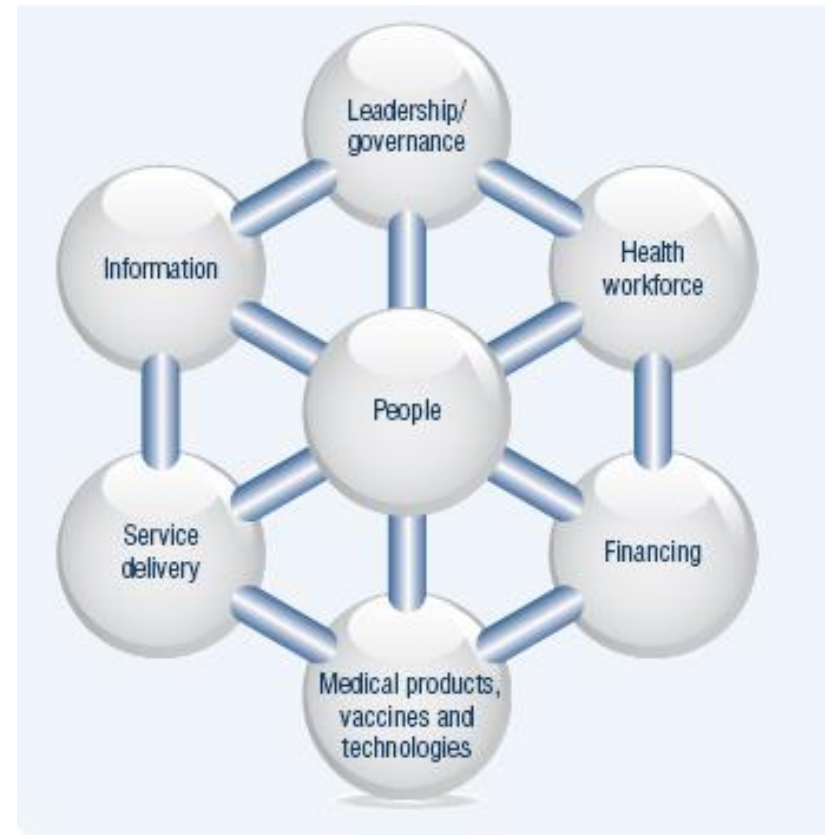 Leadership/
governance
Information
Health
workforce
People
Service
delivery
Financing
Medical products,
vaccines and
technologies